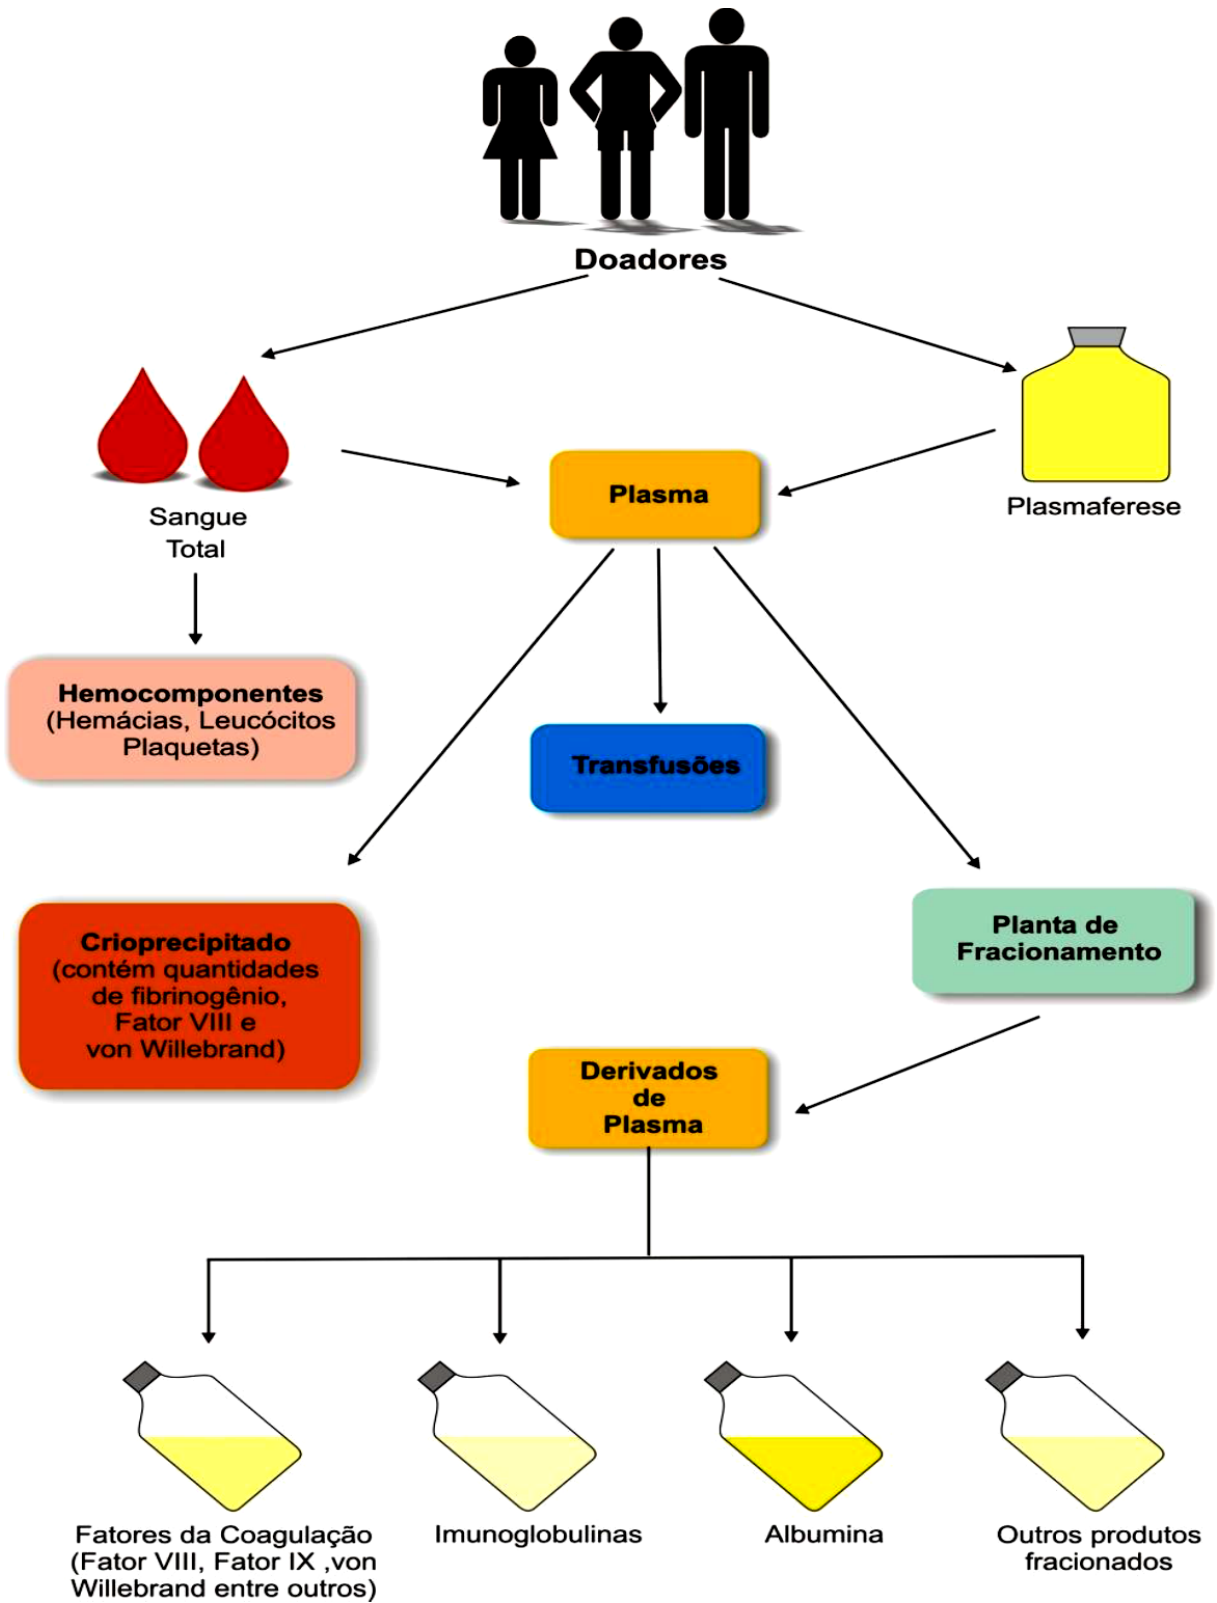 Doadores
Sangue
Total
Plasma
Plasmaferese
Hemocomponentes
(Hemácias, Leucócitos
Plaquetas)
Transfusões
Crioprecipitado
(contém quantidades
de fibrinogênio,
Fator VIII e
von Willebrand)
Planta de
Fracionamento
Derivados
de
Plasma
Fatores da Coagulação
(Fator VIII, Fator IX ,von
Willebrand entre outros)
Imunoglobulinas
Albumina
Outros produtos
fracionados